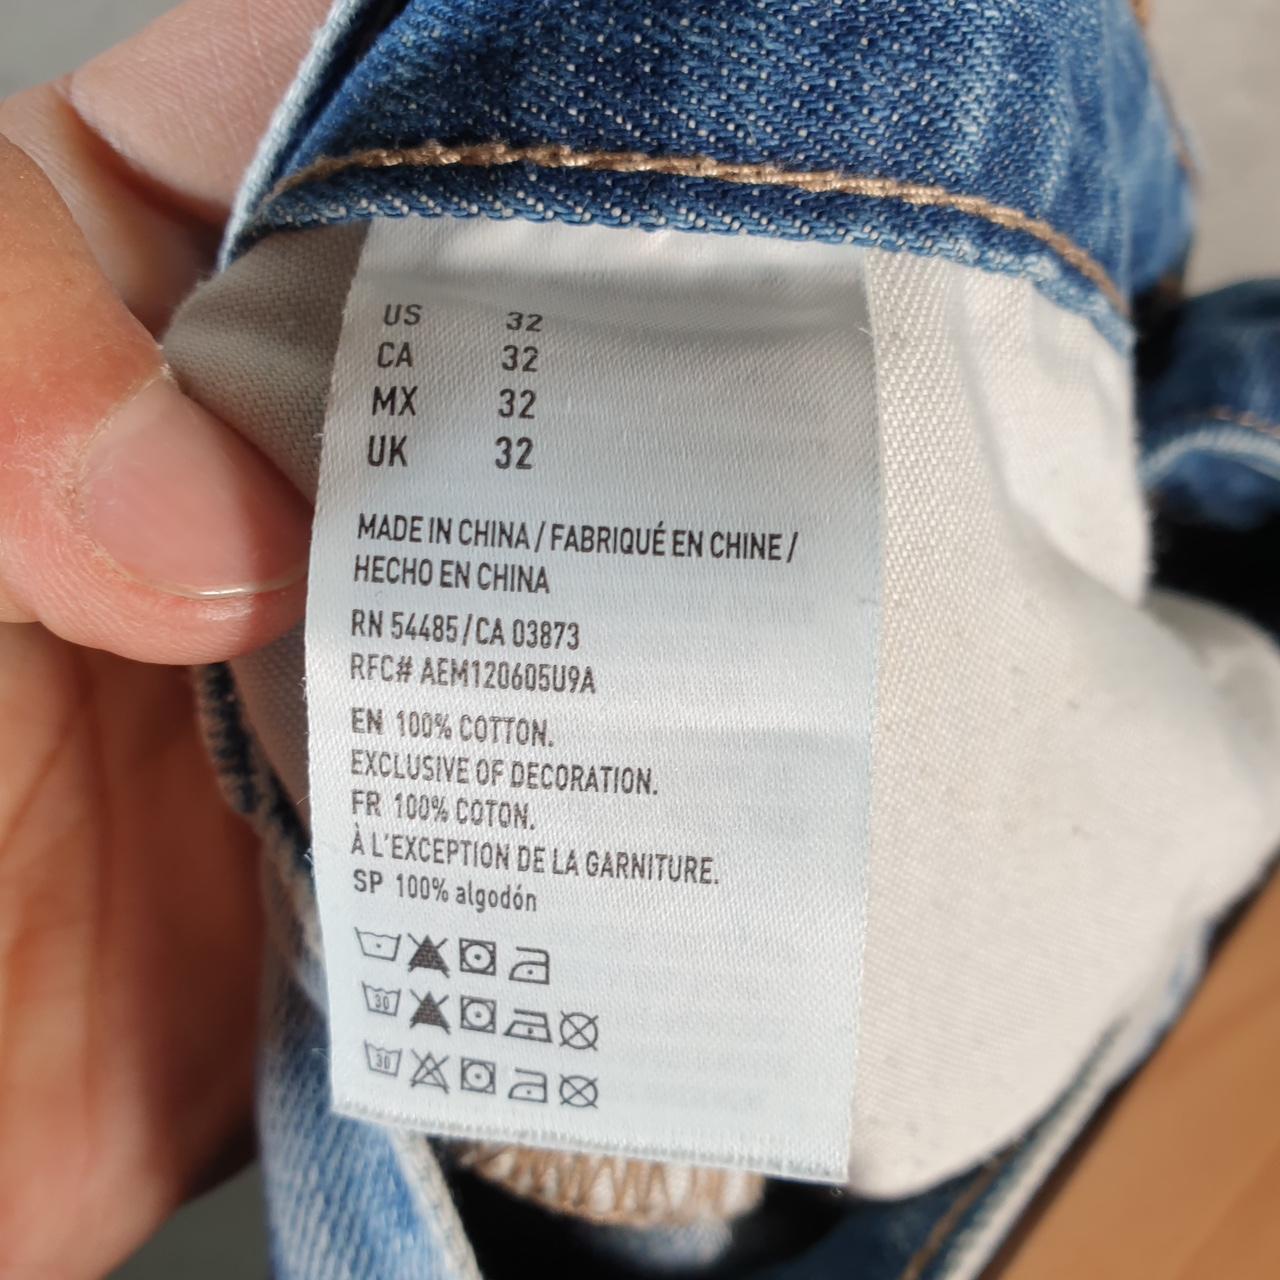 US 32
CA 32
MX 32
UK 32
MADE IN CHINA / FABRIQUÉ EN CHINE /
HECHO EN CHINA
RN 54485 / CA 03873
RFC# AEM120605U9A
EN 100% COTTON.
EXCLUSIVE OF DECORATION.
FR 100% COTON.
À L'EXCEPTION DE LA GARNITURE.
SP 100% algodón
30
30